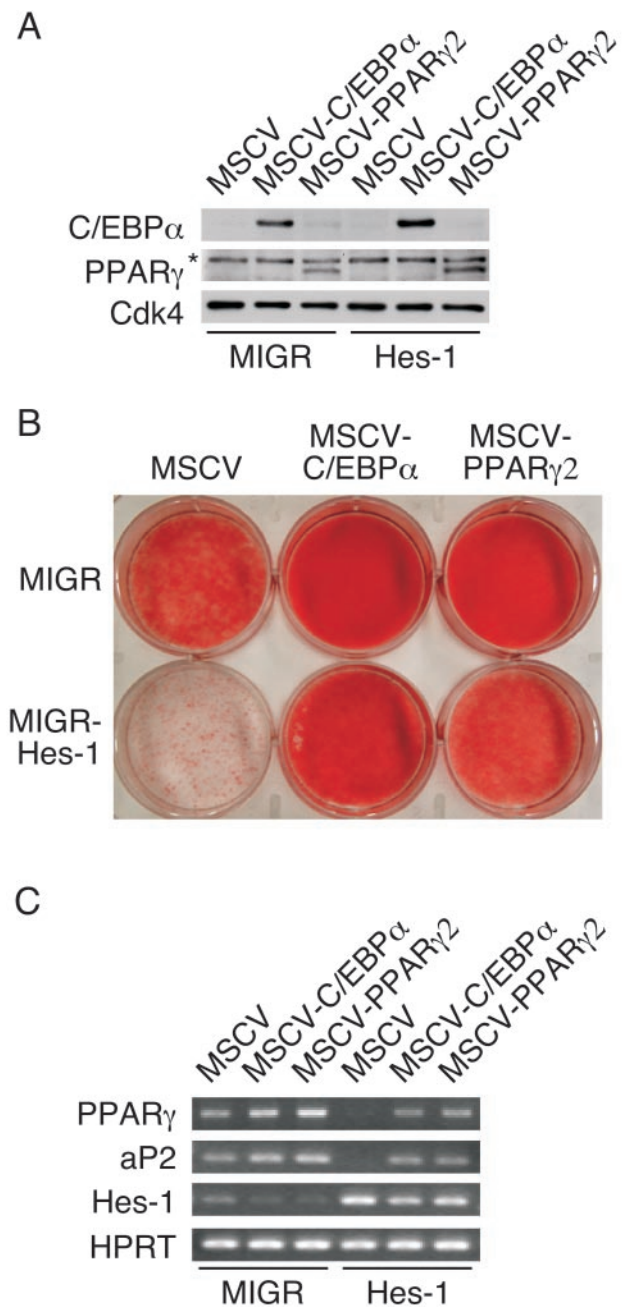 A
MSCV
MSCV-C/EBPα
MSCV-PPARγ2
MSCV
MSCV-C/EBPα
MSCV-PPARγ2
C/EBPα
PPARγ*
Cdk4
MIGR Hes-1
B
MSCV
MSCV-
C/EBPα
MSCV-
PPARγ2
MIGR
MIGR-
Hes-1
C
MSCV
MSCV-C/EBPα
MSCV-PPARγ2
MSCV
MSCV-C/EBPα
MSCV-PPARγ2
PPARγ
aP2
Hes-1
HPRT
MIGR Hes-1